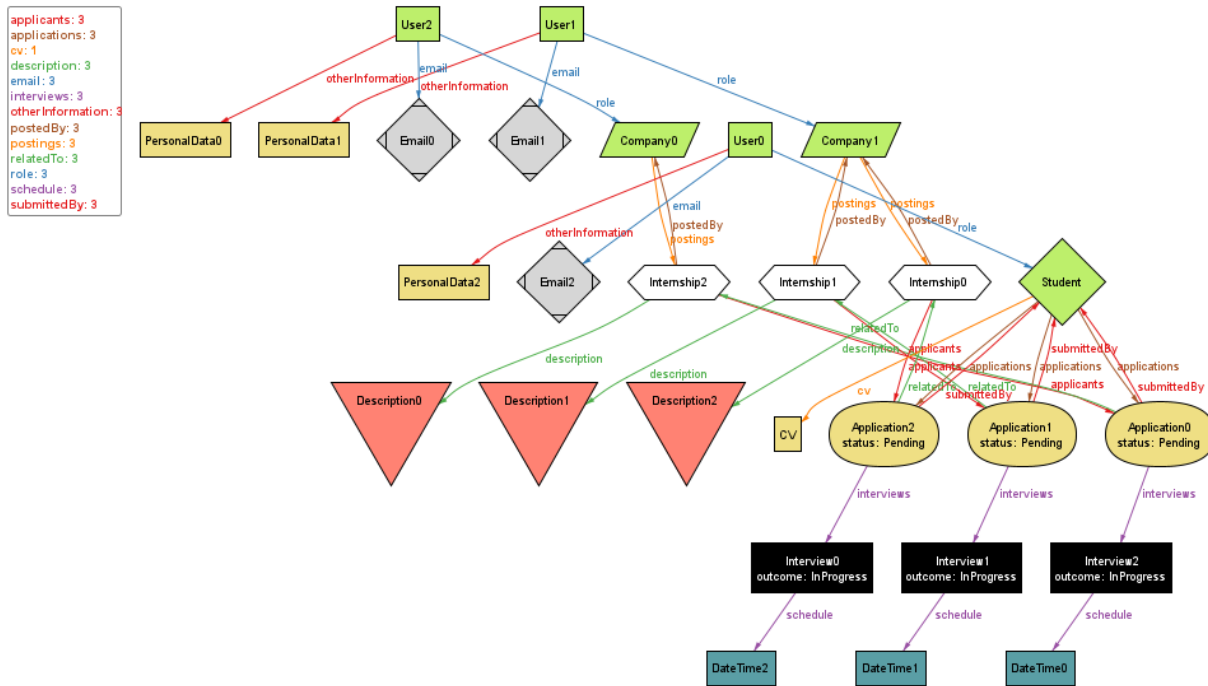 applicants: 3
applications: 3
cv: 1
description: 3
email: 3
interviews: 3
otherInformation: 3
postedBy: 3
postings: 3
relatedTo: 3
role: 3
schedule: 3
submittedBy: 3
User2
User1
email
email
otherInformation
otherInformation
role
role
PersonalData0
PersonalData1
Email0
Email1
Company0
User0
Company1
email
postings
postings
postedBy
postedBy
postings
otherInformation
role
PersonalData2
Email2
Internship2
Internship1
Internship0
Student
relatedTo
description
applicants
submittedBy
description
description
applicants
applications
applications
applications
cv
relatedTo
relatedTo
submittedBy
applicants
submittedBy
Description0
Description1
Description2
CV
Application2
status: Pending
Application1
status: Pending
Application0
status: Pending
interviews
interviews
interviews
Interview0
outcome: InProgress
Interview1
outcome: InProgress
Interview2
outcome: InProgress
schedule
schedule
schedule
DateTime2
DateTime1
DateTime0